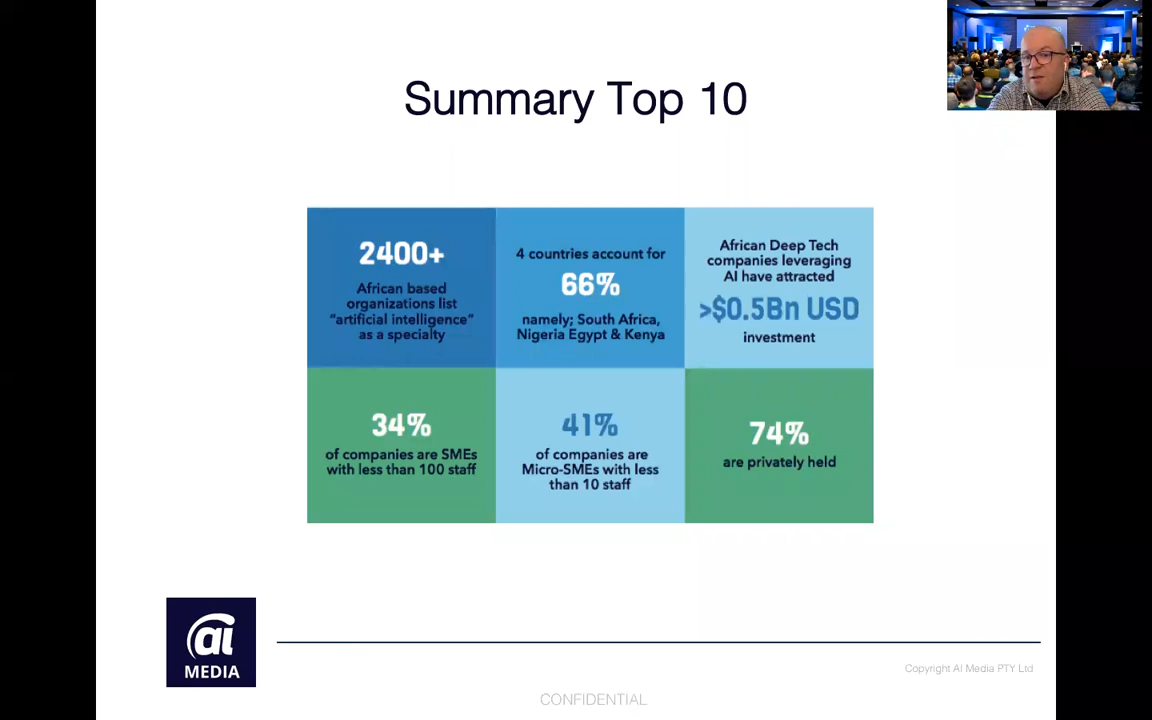 Summary Top 10
2400+
African based
organizations list
“artificial intelligence”
as a specialty
4 countries account for
66%
namely; South Africa,
Nigeria Egypt & Kenya
African Deep Tech
companies leveraging
AI have attracted
>$0.5Bn USD
investment
34%
of companies are SMEs
with less than 100 staff
41%
of companies are
Micro-SMEs with less
than 10 staff
74%
are privately held
ai
MEDIA
Copyright AI Media PTY Ltd
CONFIDENTIAL